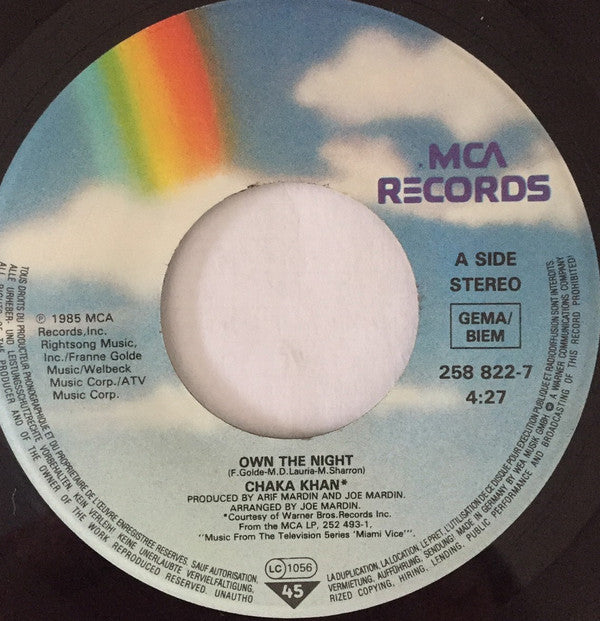 MCA
RECORDS
A SIDE
STEREO
GEMA/
BIEM
258 822-7
4:27
℗ 1985 MCA
Records,Inc.
Rightsong Music,
Inc./Franne Golde
Music/Welbeck
Music Corp./ATV
Music Corp.
OWN THE NIGHT
(F.Golde-M.D.Lauria-M.Sharron)
CHAKA KHAN*
PRODUCED BY ARIF MARDIN AND JOE MARDIN.
ARRANGED BY JOE MARDIN.
*Courtesy of Warner Bros.Records Inc.
From the MCA LP, 252 493-1,
"Music From The Television Series 'Miami Vice'".
LC 1056
45
TOUS DROITS DU PRODUCTEUR PHONOGRAPHIQUE ET DU PROPRIETAIRE DE L'ŒUVRE ENREGISTREE RESERVES. SAUF AUTORISATION,
LA DUPLICATION, LA LOCATION, LE PRET, L'UTILISATION DE CE DISQUE POUR EXECUTION PUBLIQUE ET RADIODIFFUSION SONT INTERDITS
ALLE URHEBER- UND LEISTUNGSSCHUTZRECHTE VORBEHALTEN. KEIN VERLEIH! KEINE UNERLAUBTE VERVIELFÄLTIGUNG,
VERMIETUNG, AUFFÜHRUNG, SENDUNG! MADE IN GERMANY BY WEA MUSIK GMBH A WARNER COMMUNICATIONS COMPANY
OF THE PRODUCER AND OF THE OWNER OF THE WORK REPRODUCED RESERVED. UNAUTHO
RIZED COPYING, HIRING, LENDING, PUBLIC PERFORMANCE AND BROADCASTING OF THIS RECORD PROHIBITED!